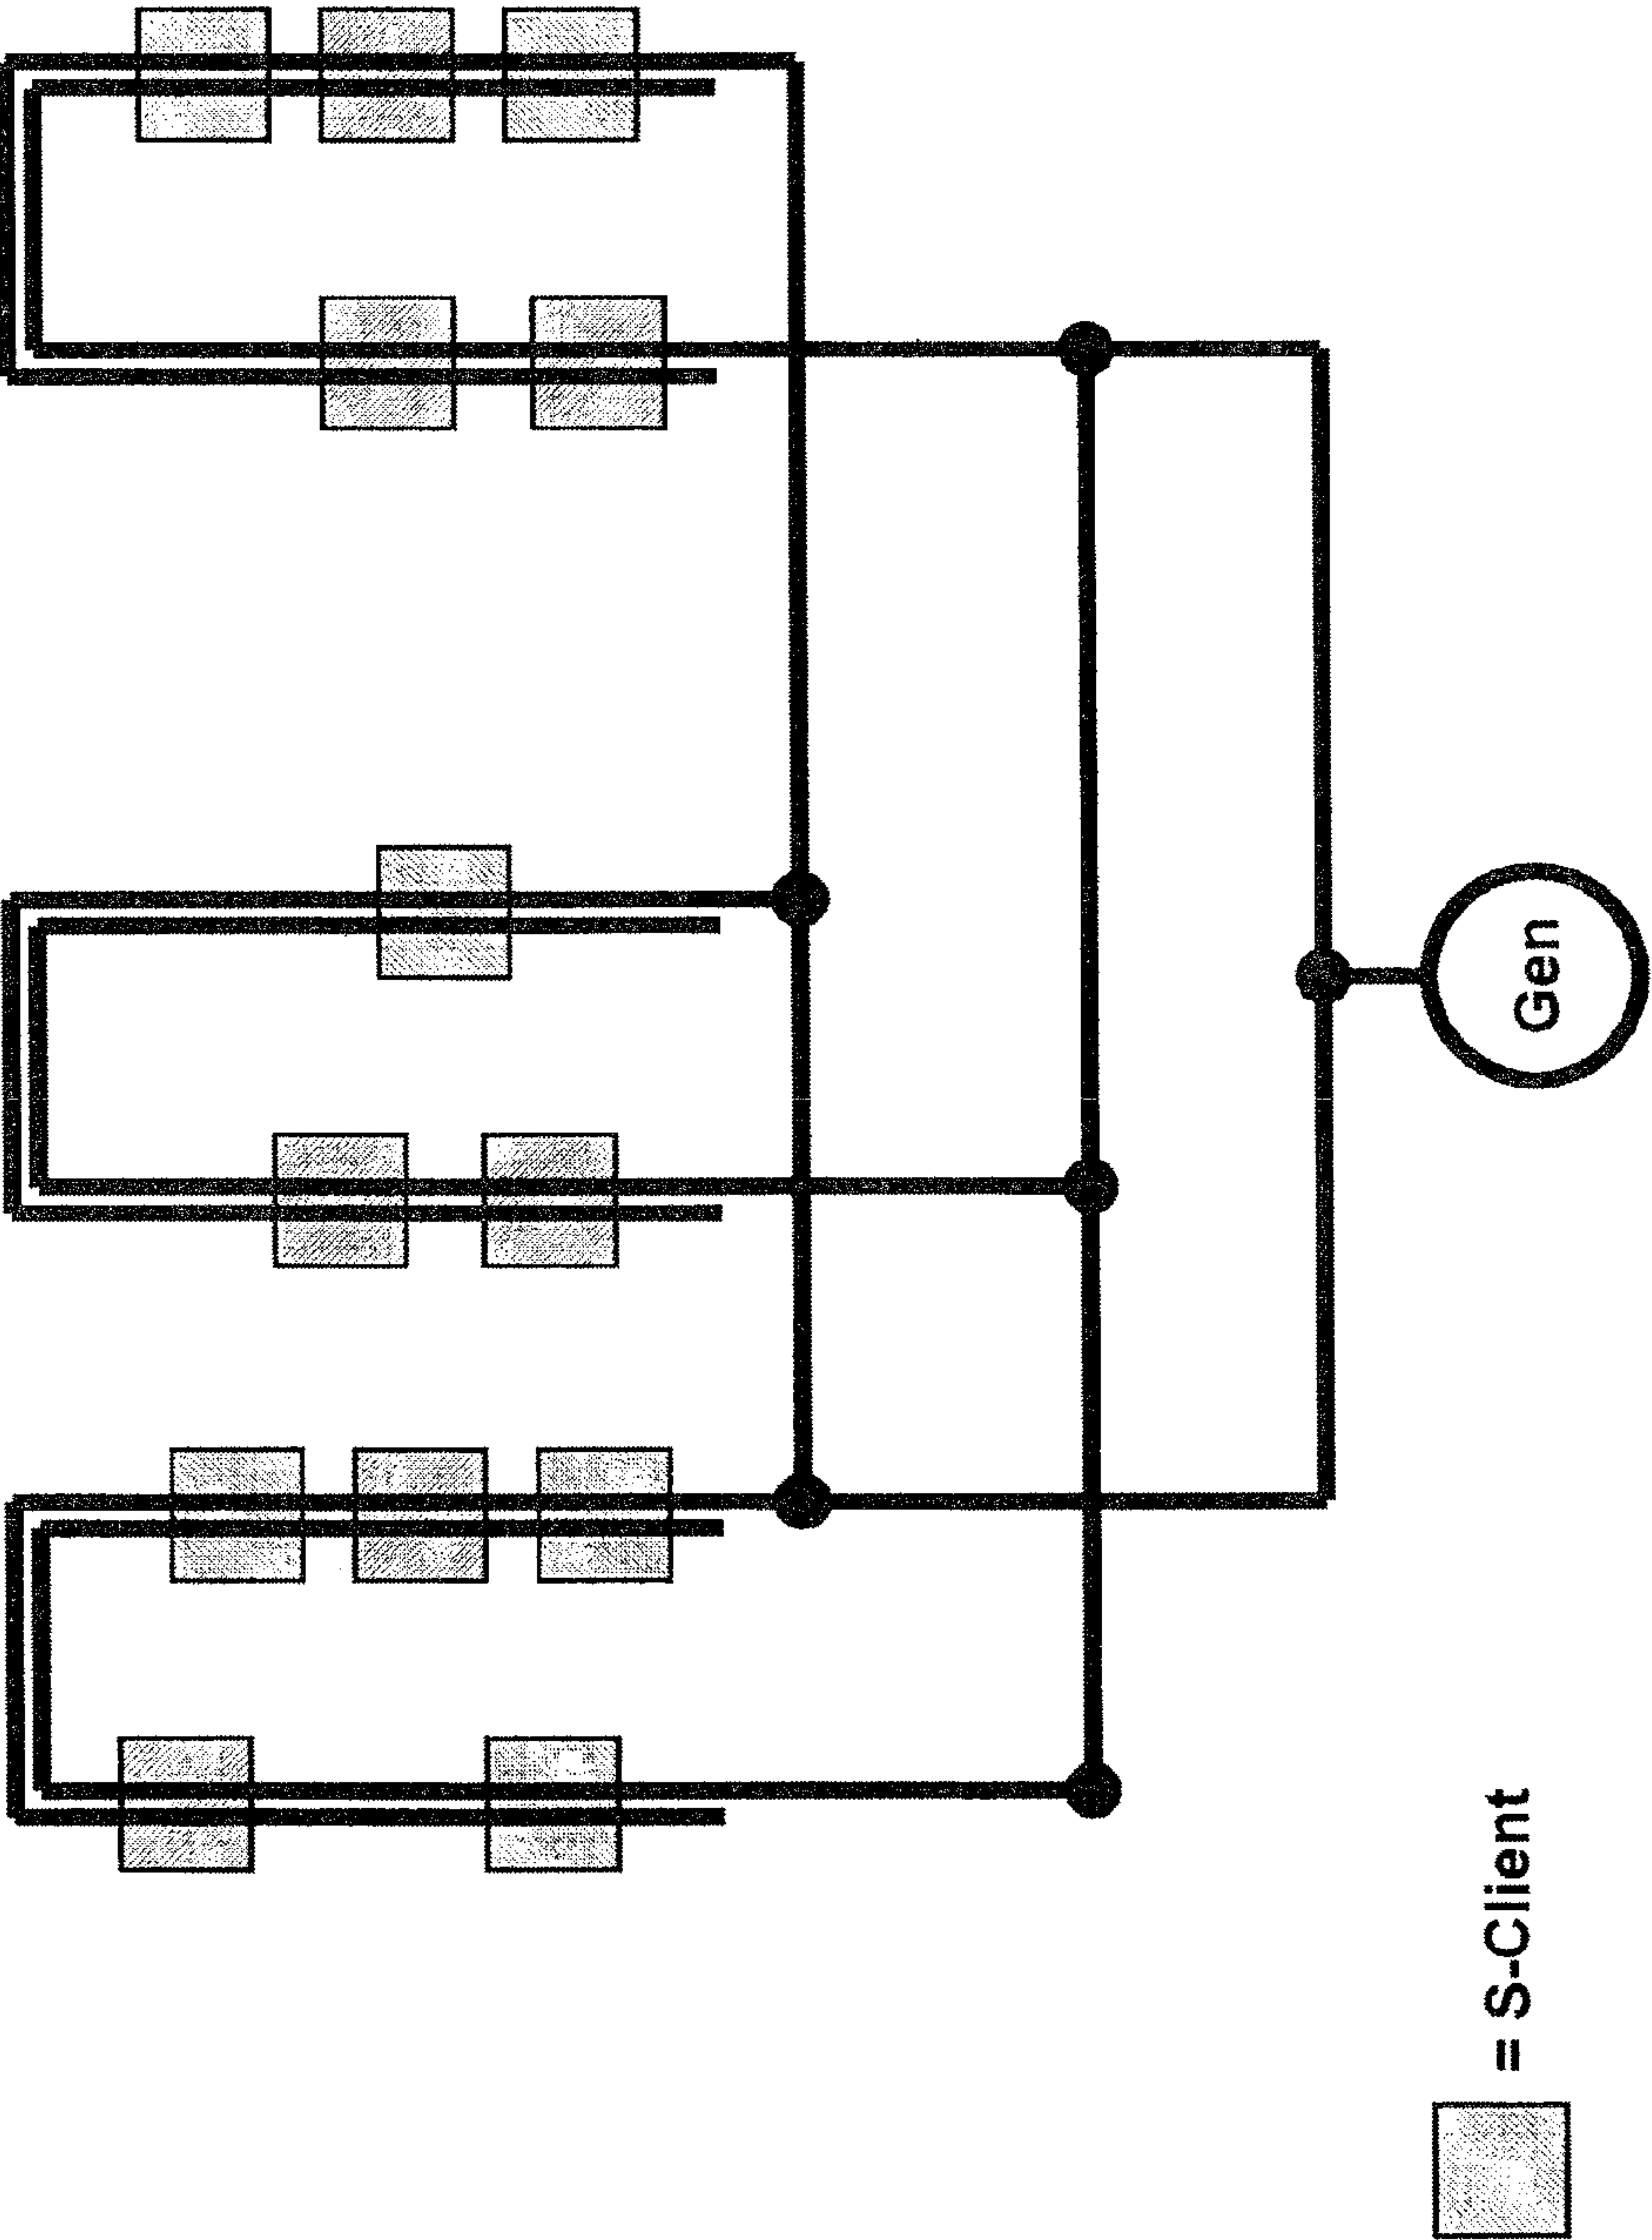 Gen
= S-Client